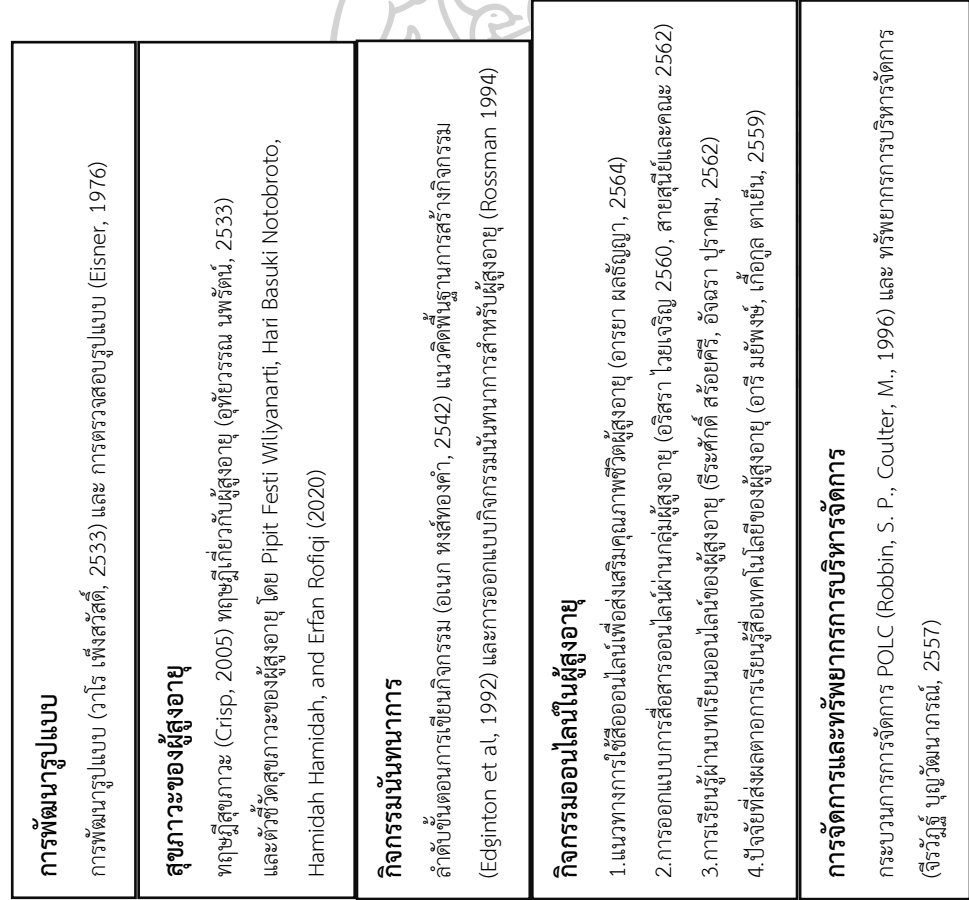 การพัฒนารูปแบบ
การพัฒนารูปแบบ (วาโร เพ็งสวัสดิ์, 2533) และ การตรวจสอบรูปแบบ (Eisner, 1976)
สุขภาวะของผู้สูงอายุ
ทฤษฎีสุขภาวะ (Crisp, 2005) ทฤษฎีเกี่ยวกับผู้สูงอายุ (อุทัยวรรณ นพรัตน์, 2533)
และตัวชี้วัดสุขภาวะของผู้สูงอายุ โดย Pipit Festi Wiliyanarti, Hari Basuki Notobroto,
Hamidah Hamidah, and Erfan Rofiqi (2020)
กิจกรรมนันทนาการ
ลำดับขั้นตอนการเขียนกิจกรรม (อเนก หงส์ทองคำ, 2542) แนวคิดพื้นฐานการสร้างกิจกรรม
(Edginton et al, 1992) และการออกแบบกิจกรรมนันทนาการสำหรับผู้สูงอายุ (Rossman 1994)
กิจกรรมออนไลน์ในผู้สูงอายุ
1.แนวทางการใช้สื่อออนไลน์เพื่อส่งเสริมคุณภาพชีวิตผู้สูงอายุ (อารยา ผลธัญญา, 2564)
2.การออกแบบการสื่อสารออนไลน์ผ่านกลุ่มผู้สูงอายุ (อริสรา ไวยเจริญ 2560, สายสุนีย์และคณะ 2562)
3.การเรียนรู้ผ่านบทเรียนออนไลน์ของผู้สูงอายุ (ธีระศักดิ์ สร้อยคีรี, อัจฉรา ปุราคม, 2562)
4.ปัจจัยที่ส่งผลต่อการเรียนรู้สื่อเทคโนโลยีของผู้สูงอายุ (อารี มยังพงษ์, เกื้อกูล ตาเย็น, 2559)
การจัดการและทรัพยากรการบริหารจัดการ
กระบวนการการจัดการ POLC (Robbin, S. P., Coulter, M., 1996) และ ทรัพยากรการบริหารจัดการ
(จีรวัฎฐ์ บุญวัฒนาภรณ์, 2557)